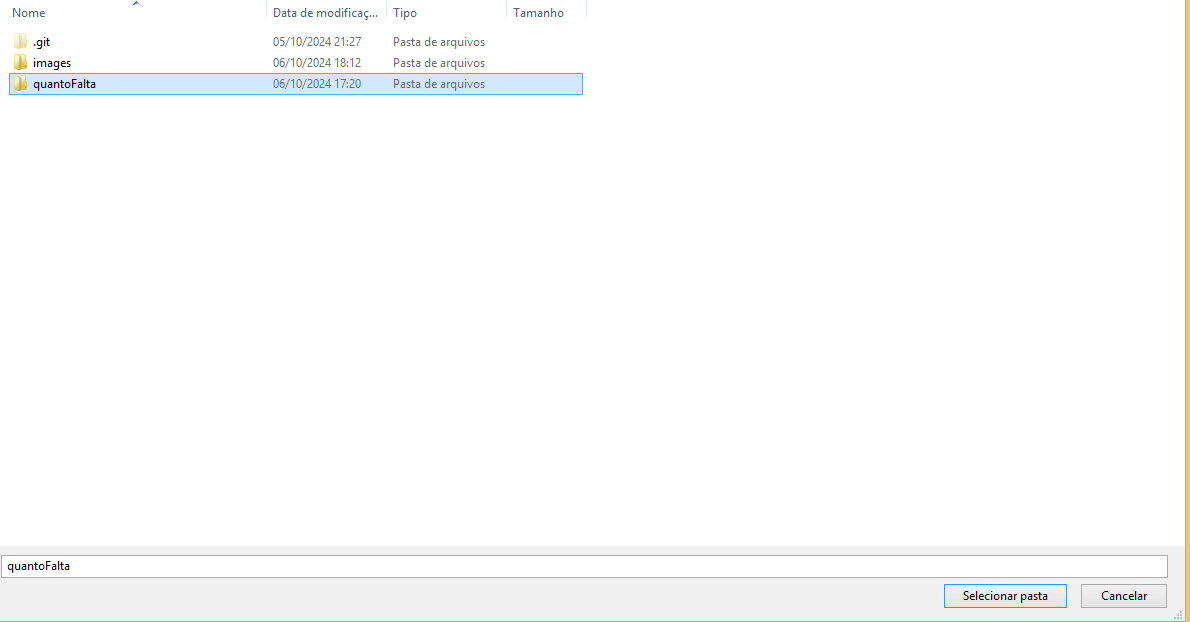 Nome Data de modificaç... Tipo Tamanho
.git 05/10/2024 21:27 Pasta de arquivos
images 06/10/2024 18:12 Pasta de arquivos
quantoFalta 06/10/2024 17:20 Pasta de arquivos
quantoFalta
Selecionar pasta Cancelar